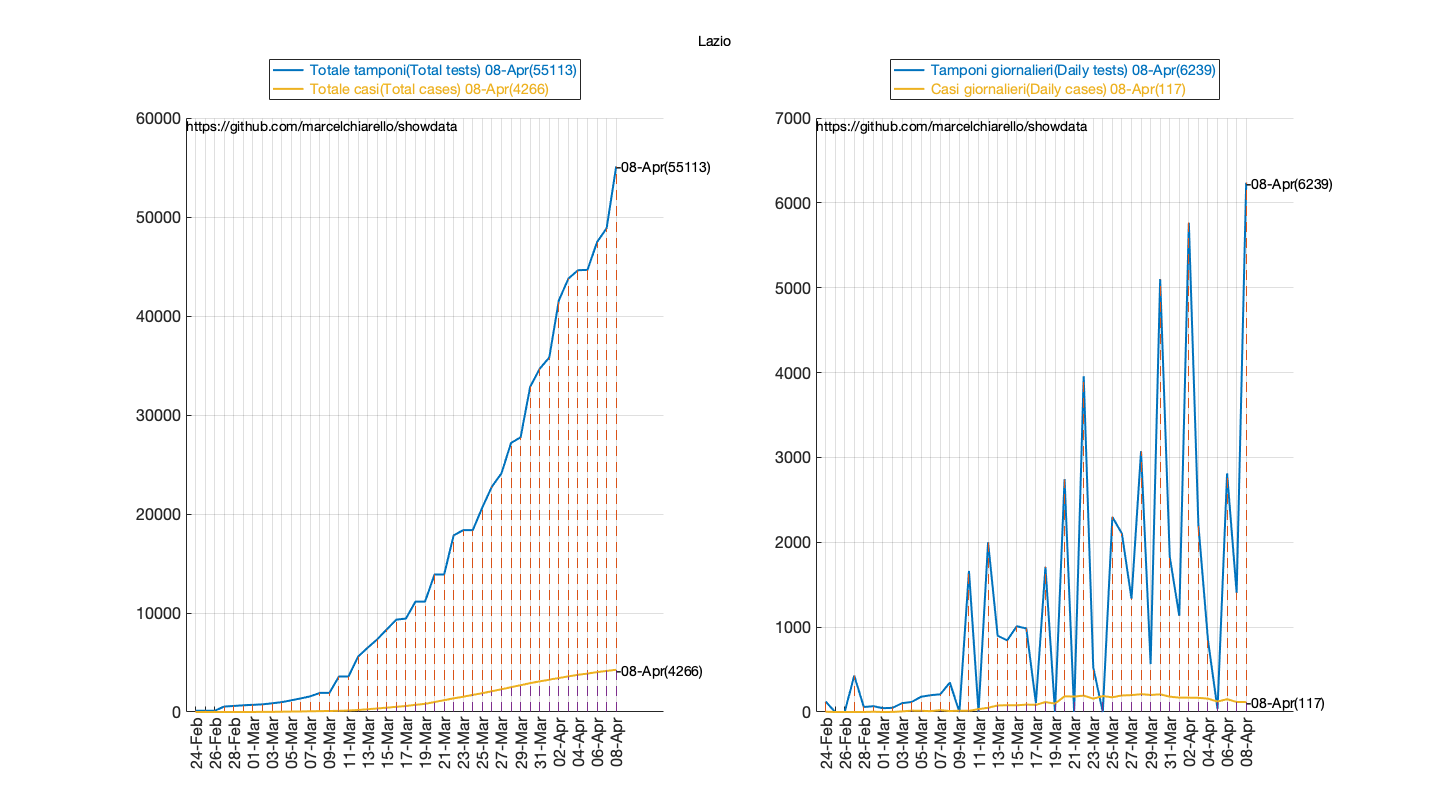 Lazio
Totale tamponi(Total tests) 08-Apr(55113)
Totale casi(Total cases) 08-Apr(4266)
60000
50000
40000
30000
20000
10000
0
https://github.com/marcelchiarello/showdata
08-Apr(55113)
08-Apr(4266)
24-Feb
26-Feb
28-Feb
01-Mar
03-Mar
05-Mar
07-Mar
09-Mar
11-Mar
13-Mar
15-Mar
17-Mar
19-Mar
21-Mar
23-Mar
25-Mar
27-Mar
29-Mar
31-Mar
02-Apr
04-Apr
06-Apr
08-Apr
Tamponi giornalieri(Daily tests) 08-Apr(6239)
Casi giornalieri(Daily cases) 08-Apr(117)
7000
6000
5000
4000
3000
2000
1000
0
https://github.com/marcelchiarello/showdata
08-Apr(6239)
08-Apr(117)
24-Feb
26-Feb
28-Feb
01-Mar
03-Mar
05-Mar
07-Mar
09-Mar
11-Mar
13-Mar
15-Mar
17-Mar
19-Mar
21-Mar
23-Mar
25-Mar
27-Mar
29-Mar
31-Mar
02-Apr
04-Apr
06-Apr
08-Apr